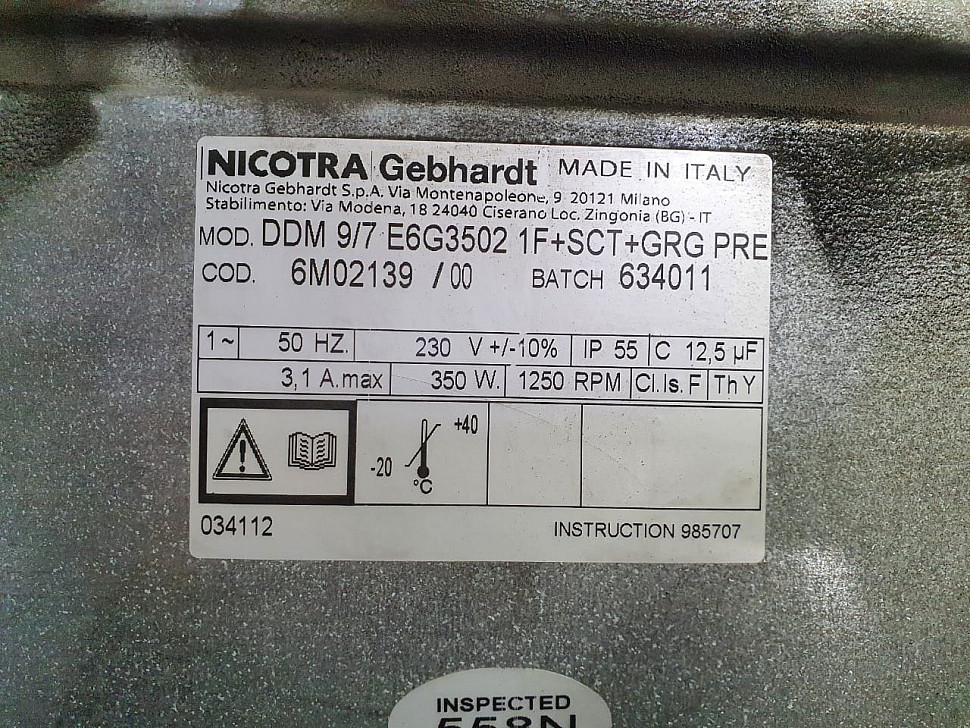 NICOTRA Gebhardt MADE IN ITALY
Nicotra Gebhardt S.p.A. Via Montenapoleone, 9 20121 Milano
Stabilimento: Via Modena, 18 24040 Ciserano Loc. Zingonia (BG) - IT
MOD. DDM 9/7 E6G3502 1F+SCT+GRG PRE
COD. 6M02139 /00 BATCH 634011
1~ 50 HZ. 230 V +/-10% IP 55 C 12,5 µF
3,1 A.max 350 W. 1250 RPM Cl.Is. F Th Y
+40
-20
°C
034112 INSTRUCTION 985707
INSPECTED
558N